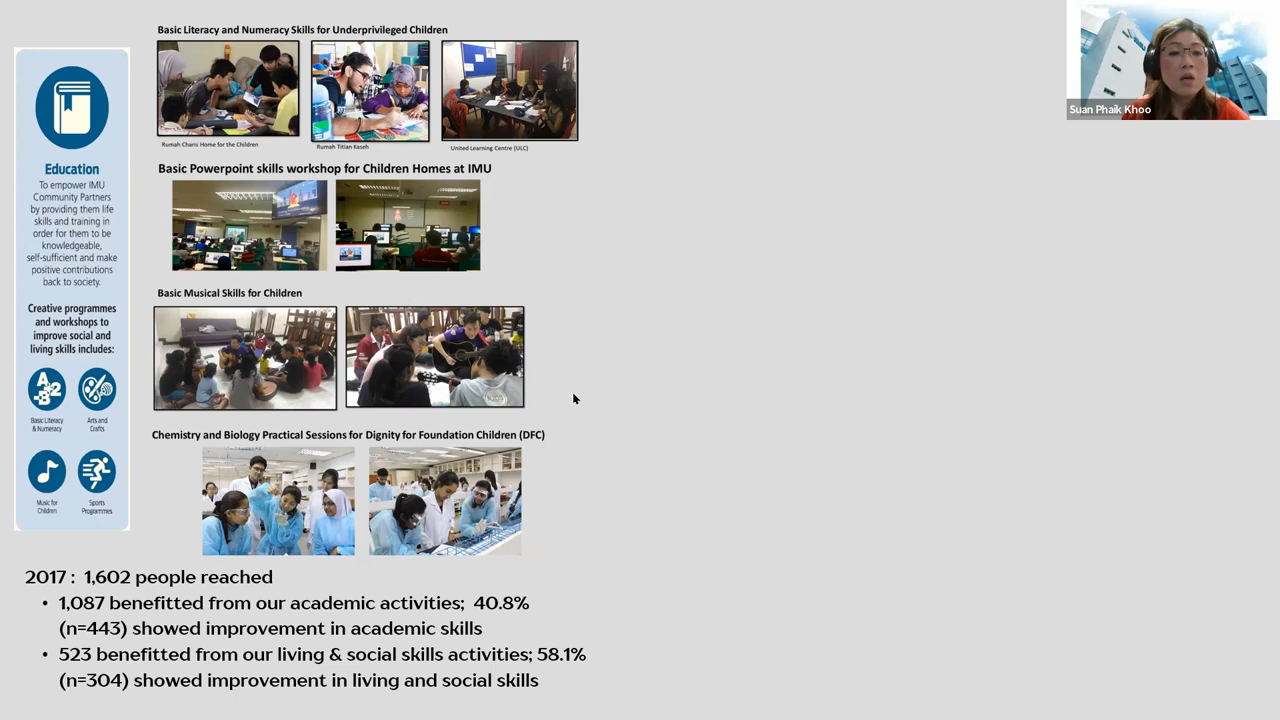 Basic Literacy and Numeracy Skills for Underprivileged Children
Rumah Charis Home for the Children
Rumah Titian Kaseh
United Learning Centre (ULC)
Basic Powerpoint skills workshop for Children Homes at IMU
Basic Musical Skills for Children
Chemistry and Biology Practical Sessions for Dignity for Foundation Children (DFC)
Education
To empower IMU
Community Partners
by providing them life
skills and training in
order for them to be
knowledgeable,
self-sufficient and make
positive contributions
back to society.
Creative programmes
and workshops to
improve social and
living skills includes:
Basic Literacy
& Numeracy
Arts and
Crafts
Music for
Children
Sports
Programmes
2017 : 1,602 people reached
• 1,087 benefitted from our academic activities; 40.8%
(n=443) showed improvement in academic skills
• 523 benefitted from our living & social skills activities; 58.1%
(n=304) showed improvement in living and social skills
Suan Phaik Khoo